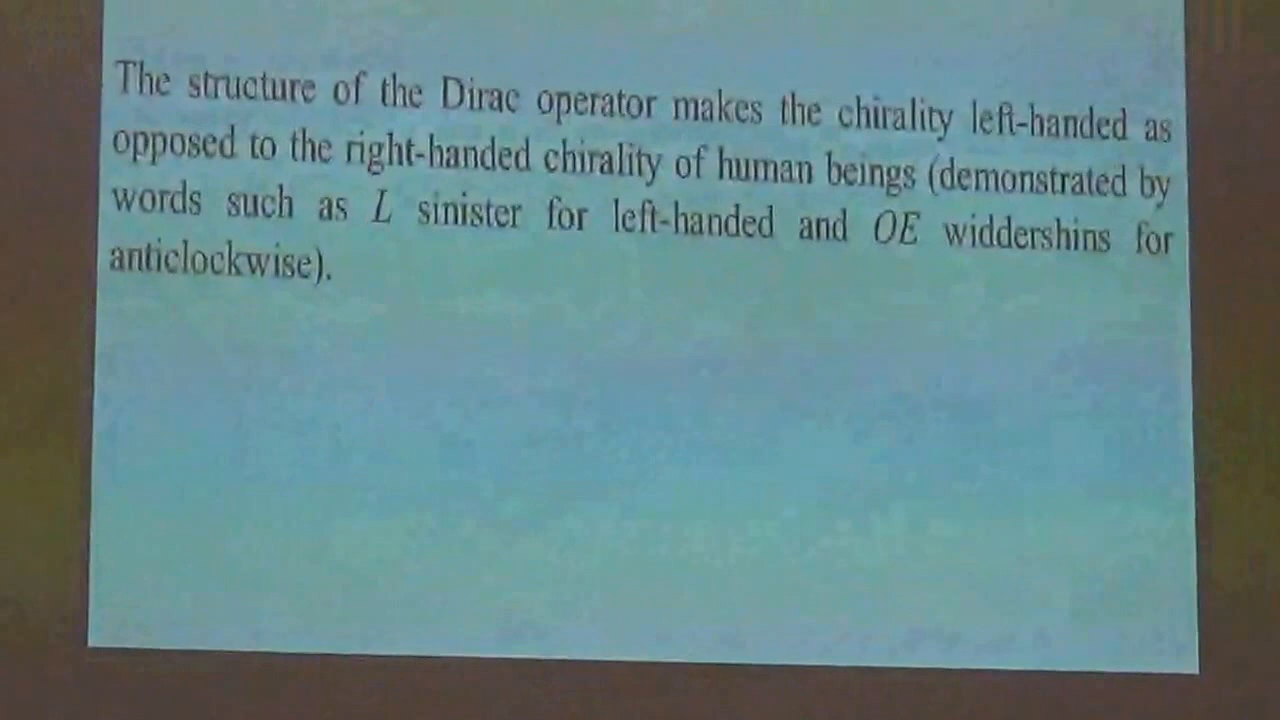 The structure of the Dirac operator makes the chirality left-handed as
opposed to the right-handed chirality of human beings (demonstrated by
words such as L sinister for left-handed and OE widdershins for
anticlockwise).